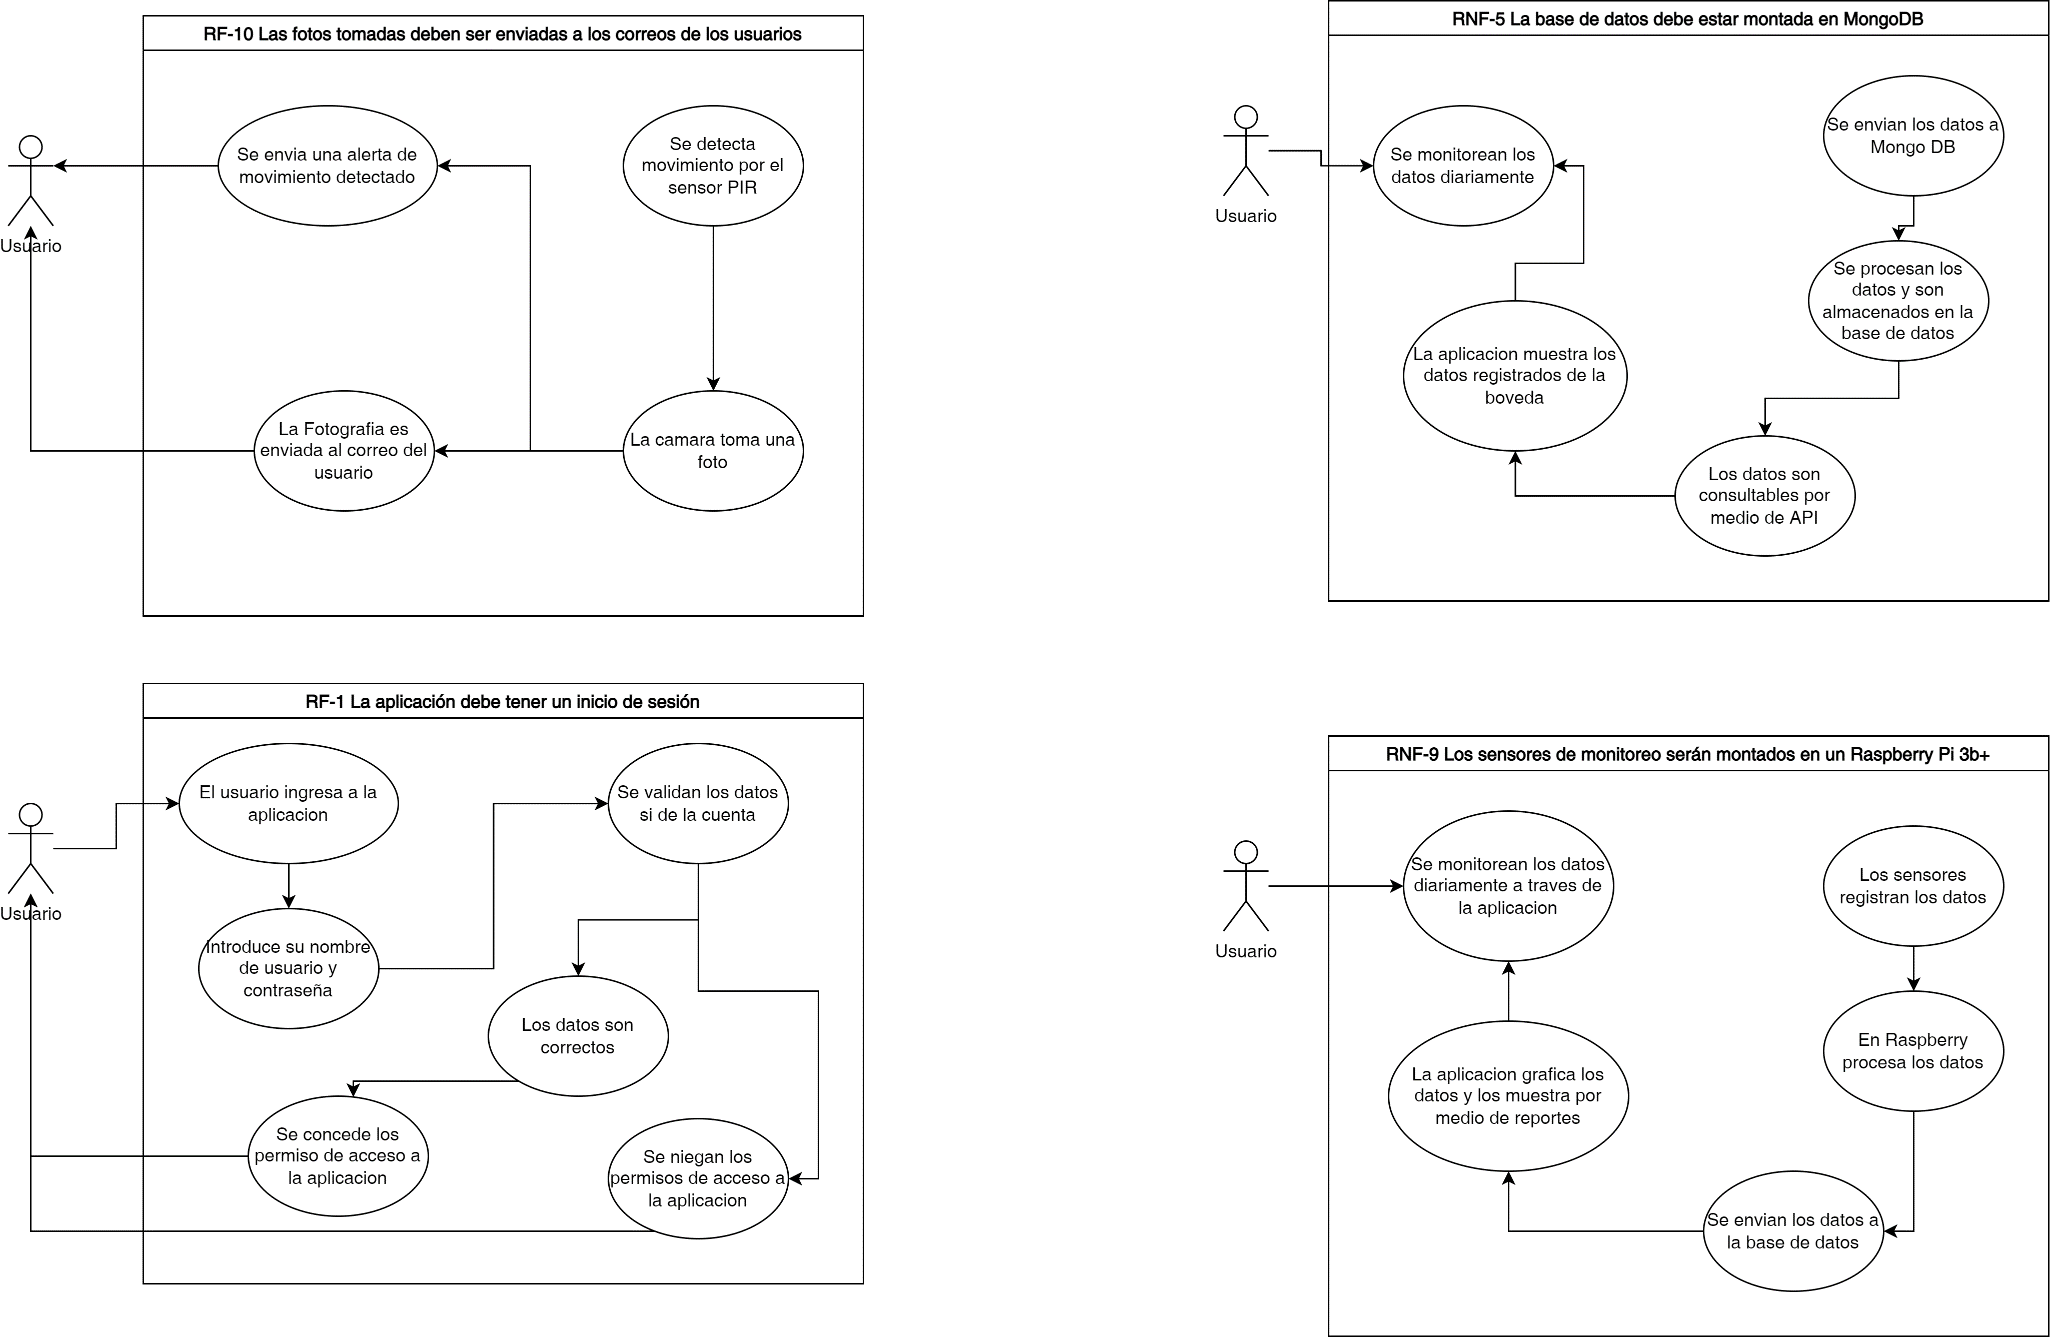 RF-10 Las fotos tomadas deben ser enviadas a los correos de los usuarios
Usuario
Se envia una alerta de
movimiento detectado
Se detecta
movimiento por el
sensor PIR
La Fotografia es
enviada al correo del
usuario
La camara toma una
foto
RNF-5 La base de datos debe estar montada en MongoDB
Usuario
Se monitorean los
datos diariamente
Se envian los datos a
Mongo DB
Se procesan los
datos y son
almacenados en la
base de datos
La aplicacion muestra los
datos registrados de la
boveda
Los datos son
consultables por
medio de API
RF-1 La aplicación debe tener un inicio de sesión
Usuario
El usuario ingresa a la
aplicacion
Se validan los datos
si de la cuenta
Introduce su nombre
de usuario y
contraseña
Los datos son
correctos
Se concede los
permiso de acceso a
la aplicacion
Se niegan los
permisos de acceso a
la aplicacion
RNF-9 Los sensores de monitoreo serán montados en un Raspberry Pi 3b+
Usuario
Se monitorean los datos
diariamente a traves de
la aplicacion
Los sensores
registran los datos
En Raspberry
procesa los datos
La aplicacion grafica los
datos y los muestra por
medio de reportes
Se envian los datos a
la base de datos